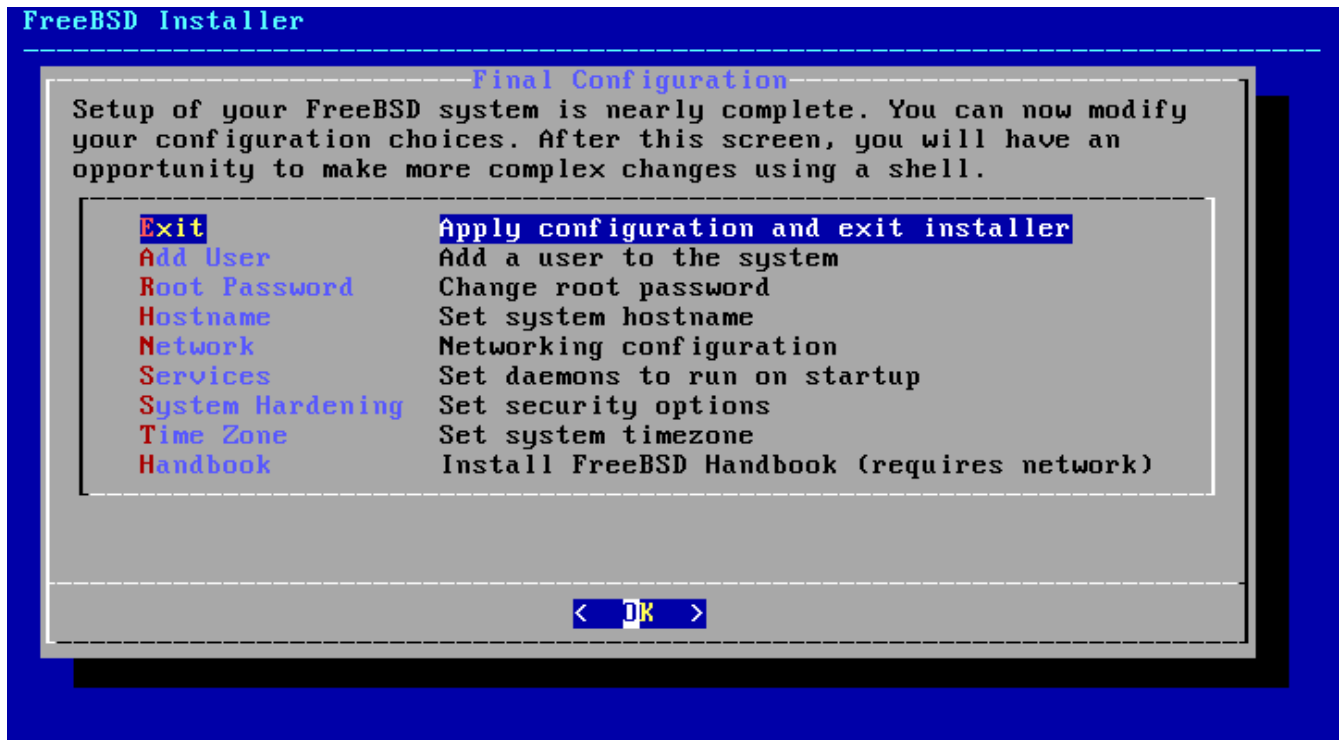 FreeBSD Installer
Final Configuration
Setup of your FreeBSD system is nearly complete. You can now modify
your configuration choices. After this screen, you will have an
opportunity to make more complex changes using a shell.
Exit Apply configuration and exit installer
Add User Add a user to the system
Root Password Change root password
Hostname Set system hostname
Network Networking configuration
Services Set daemons to run on startup
System Hardening Set security options
Time Zone Set system timezone
Handbook Install FreeBSD Handbook (requires network)
< OK >